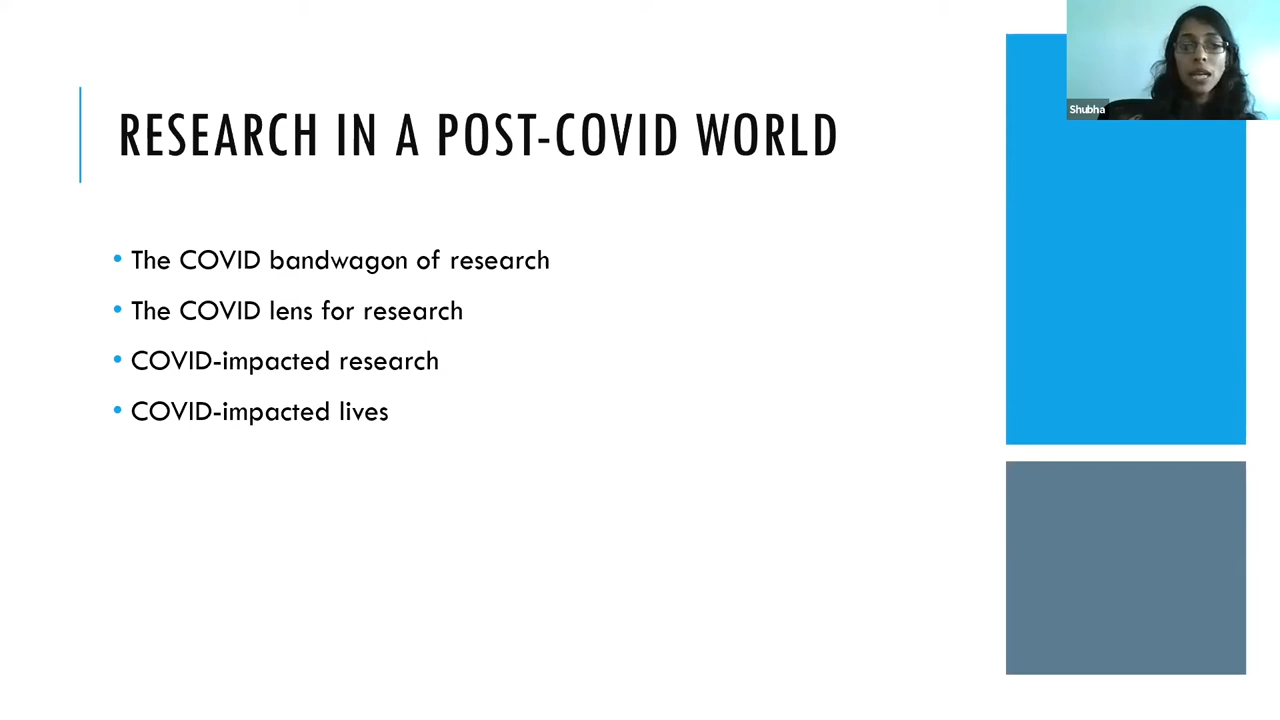 RESEARCH IN A POST-COVID WORLD
• The COVID bandwagon of research
• The COVID lens for research
• COVID-impacted research
• COVID-impacted lives
Shubha